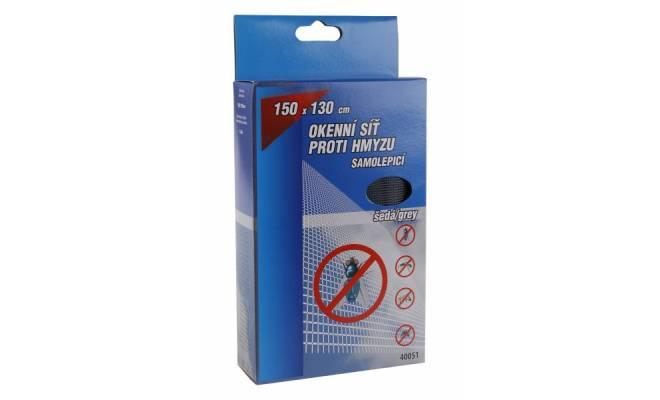 150 x 130 cm
OKENNÍ SÍŤ
PROTI HMYZU
SAMOLEPICÍ
šedá/grey
40051